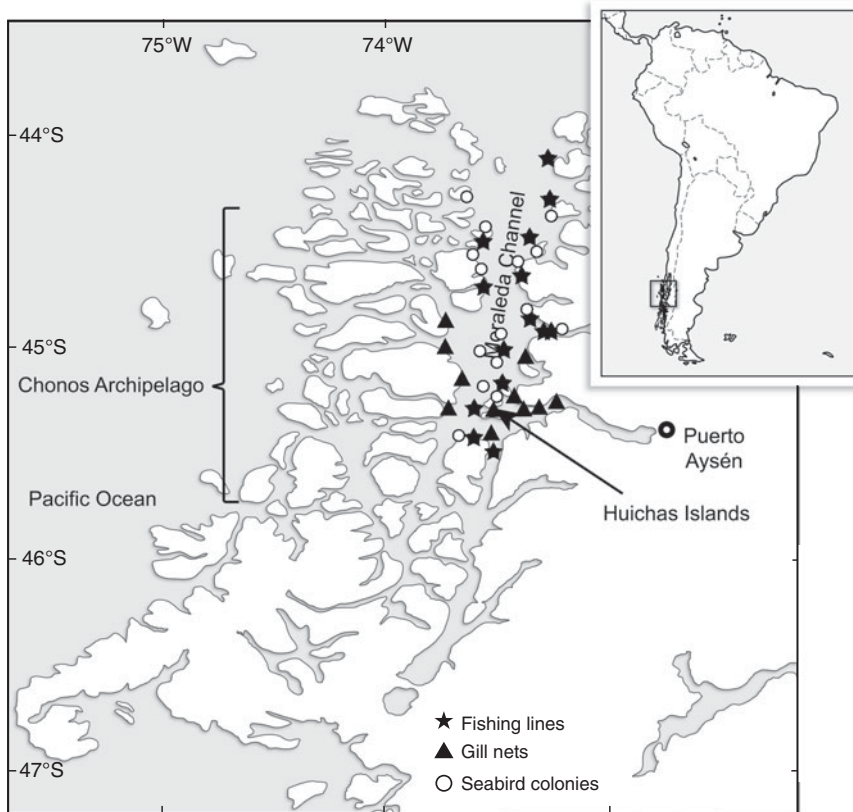 75°W
74°W
44°S
Moraleda Channel
45°S
Chonos Archipelago
Puerto
Aysén
Pacific Ocean
Huichas Islands
46°S
Fishing lines
Gill nets
Seabird colonies
47°S